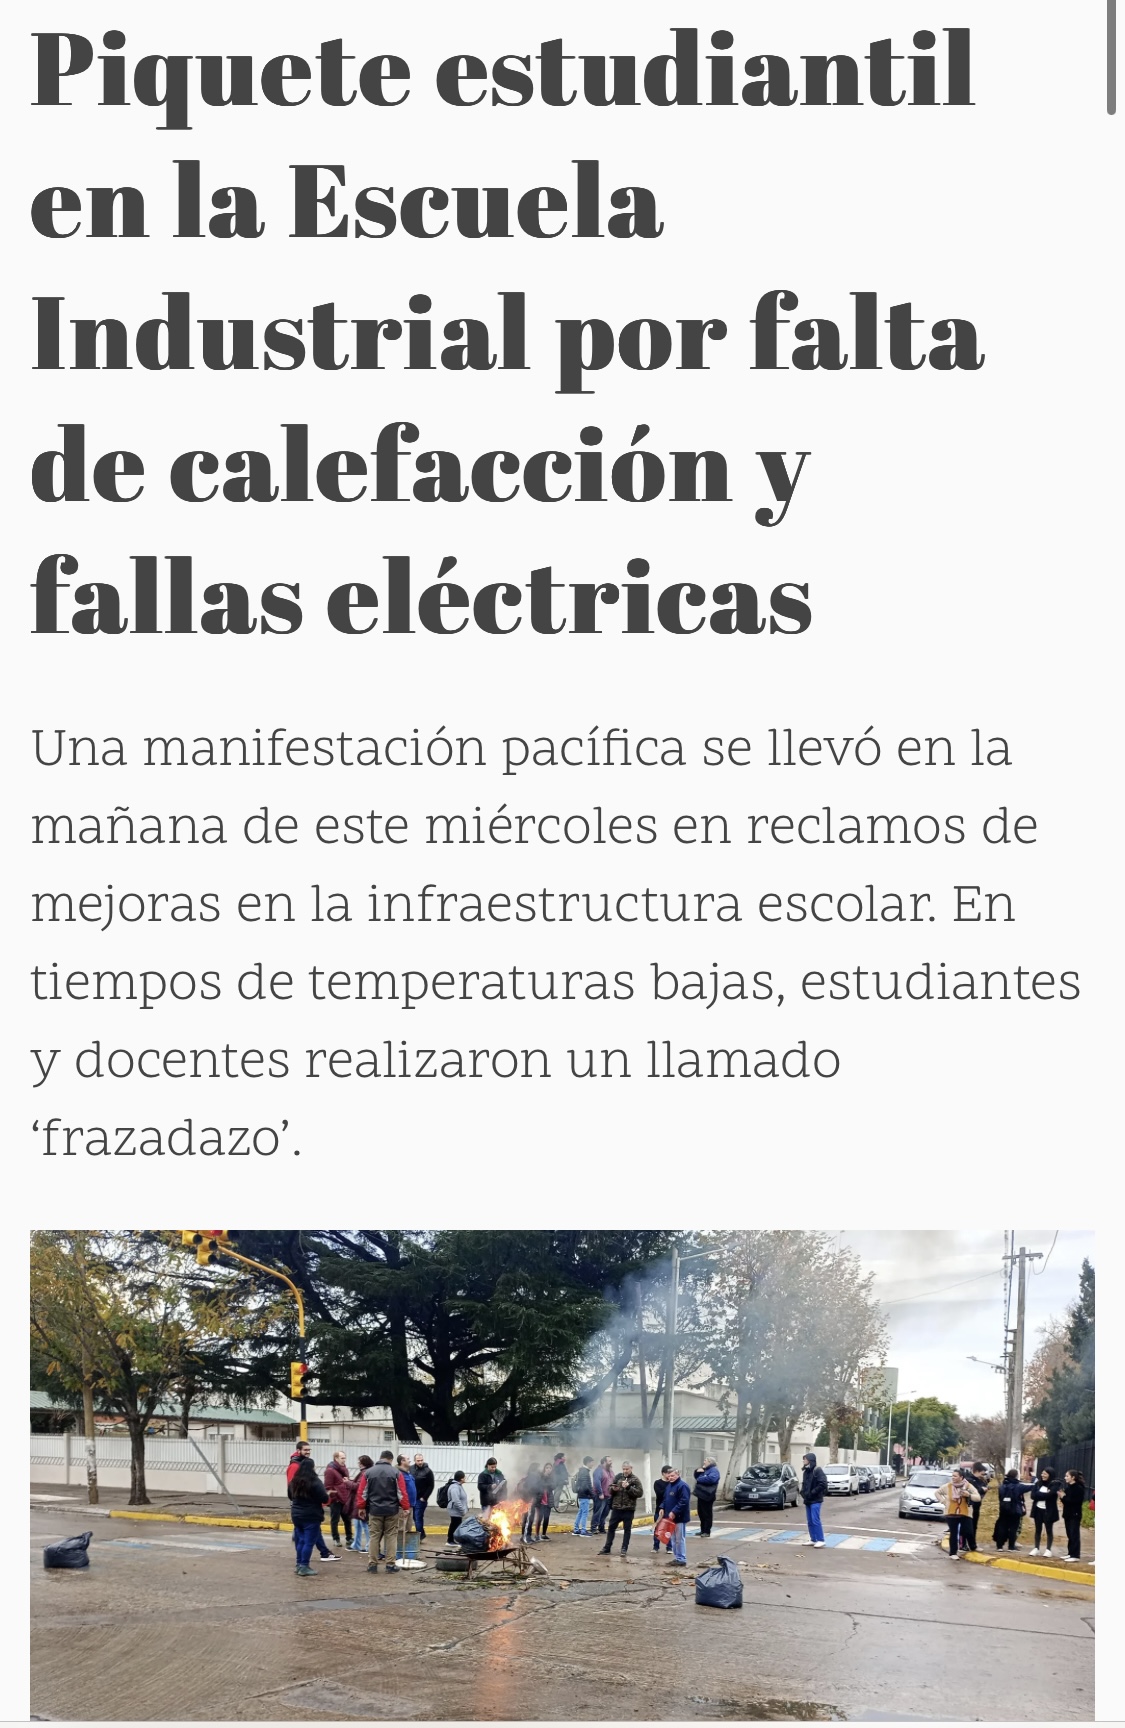 Piquete estudiantil
en la Escuela
Industrial por falta
de calefacción y
fallas eléctricas
Una manifestación pacífica se llevó en la
mañana de este miércoles en reclamos de
mejoras en la infraestructura escolar. En
tiempos de temperaturas bajas, estudiantes
y docentes realizaron un llamado
‘frazadazo’.